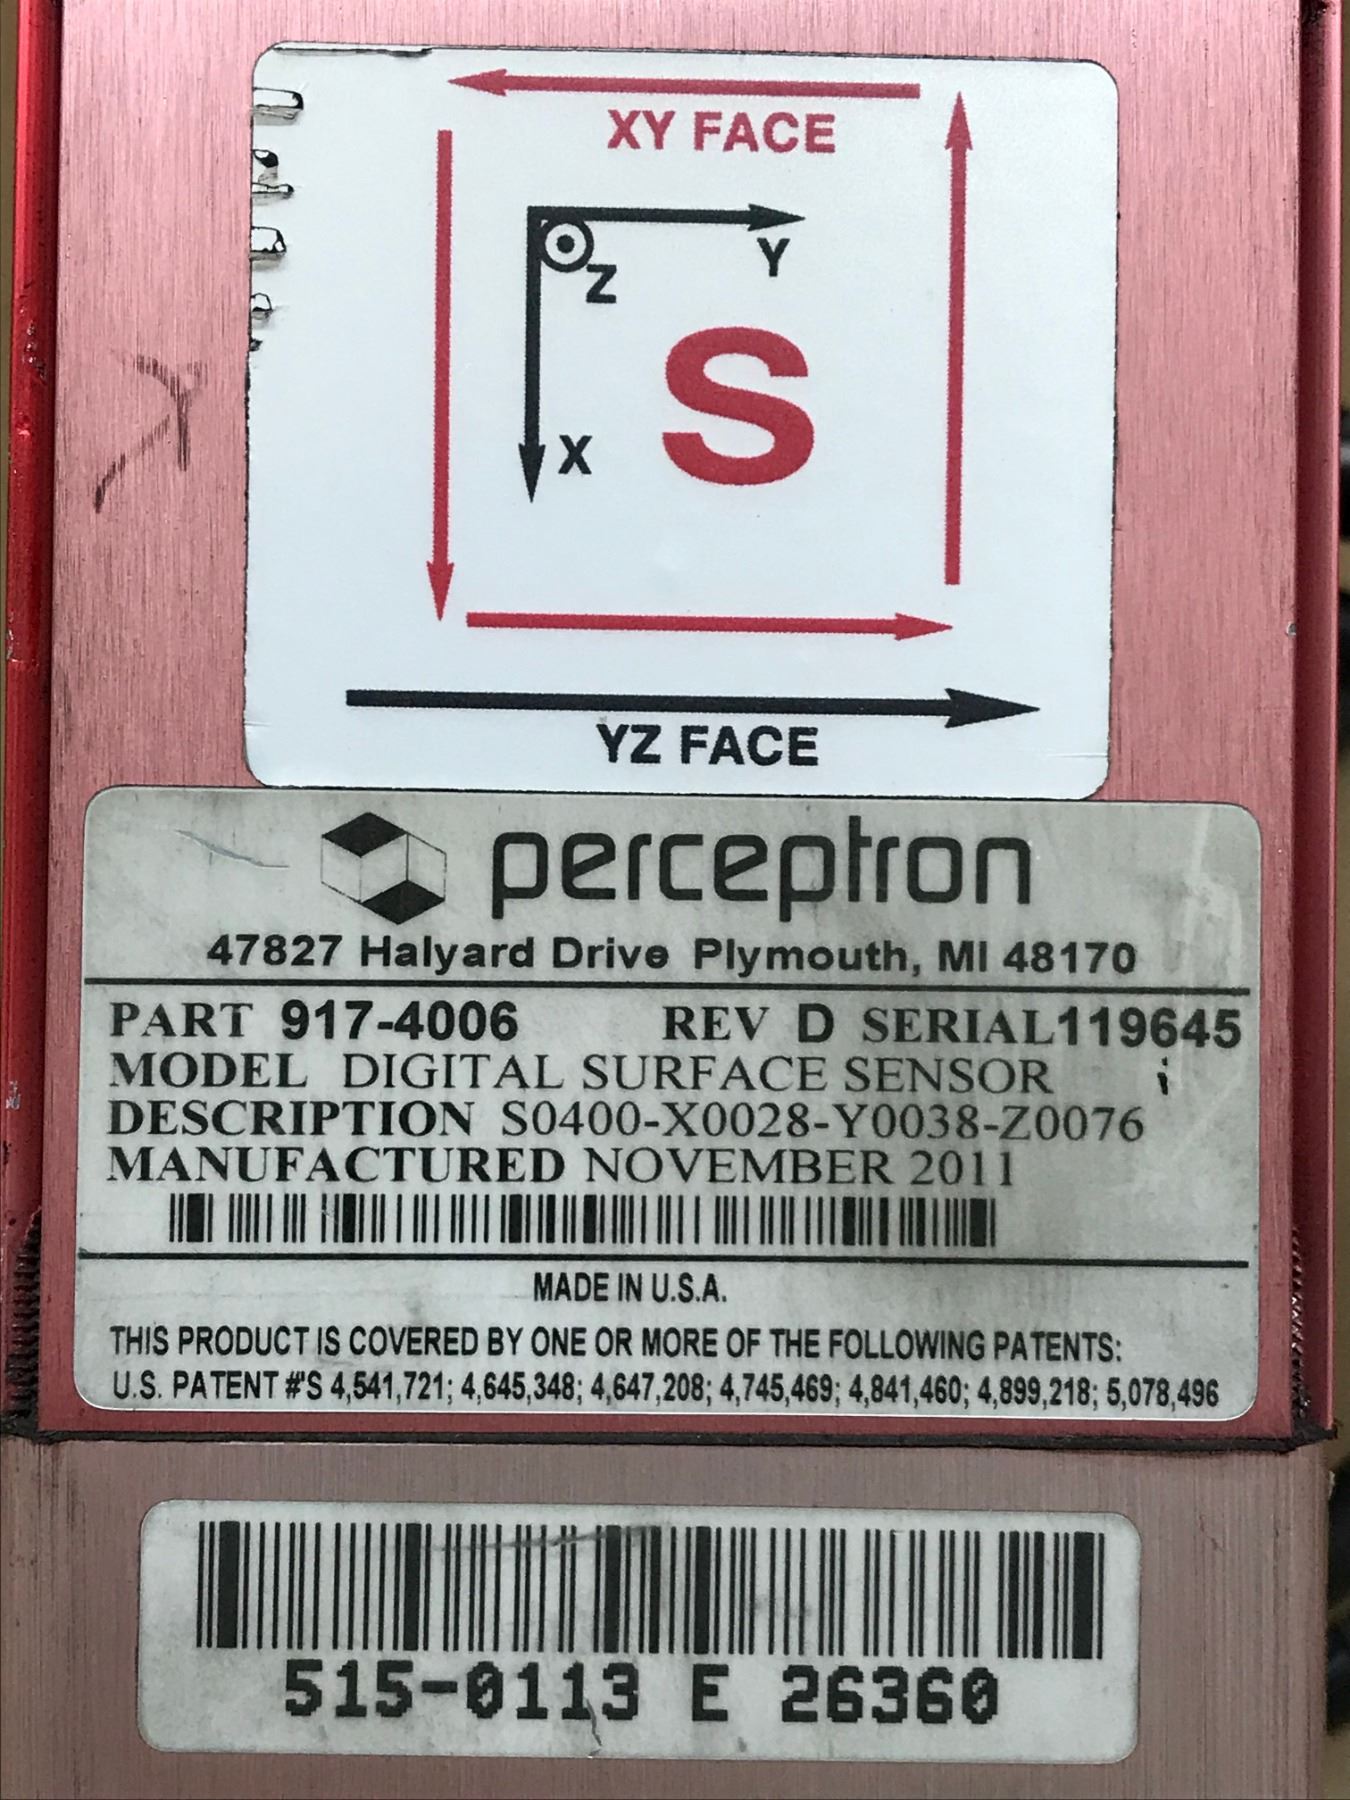 XY FACE
Y
Z
S
X
YZ FACE
perceptron
47827 Halyard Drive Plymouth, MI 48170
PART 917-4006 REV D SERIAL119645
MODEL DIGITAL SURFACE SENSOR
DESCRIPTION S0400-X0028-Y0038-Z0076
MANUFACTURED NOVEMBER 2011
MADE IN U.S.A.
THIS PRODUCT IS COVERED BY ONE OR MORE OF THE FOLLOWING PATENTS:
U.S. PATENT #'S 4,541,721; 4,645,348; 4,647,208; 4,745,469; 4,841,460; 4,899,218; 5,078,496
515-0113 E 26360